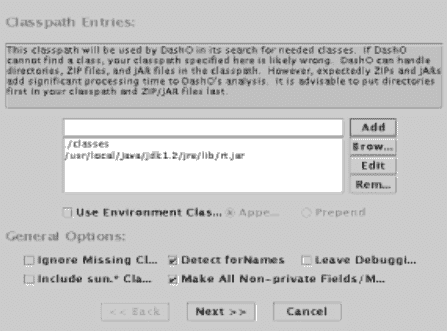 Classpath Entries:
This classpath will be used by DashO in its search for needed classes. If DashO
cannot find a class, your classpath specified here is likely wrong. DashO can handle
directories, ZIP files, and JAR files in the classpath. However, expectedly ZIPs and JARs
add significant processing time to DashO's analysis. It is advisable to put directories
first in your classpath and ZIP/JAR files last.
Add
./classes
/usr/local/java/jdk1.2/jre/lib/rt.jar
Brow...
Edit
Rem...
Use Environment Clas... Appe... Prepend
General Options:
Ignore Missing Cl... Detect forNames Leave Debuggi...
Include sun.* Cla... Make All Non-private Fields/M...
<< Back Next >> Cancel